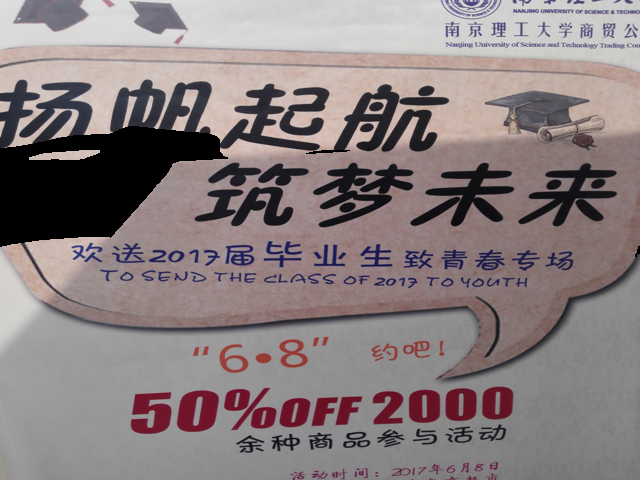 NANJING UNIVERSITY OF SCIENCE & TECHNO
南京理工大学商贸公
Nanjing University of Science and Technology Trading Com
扬帆起航
筑梦未来
欢送2017届毕业生致青春专场
TO SEND THE CLASS OF 2017 TO YOUTH
"6•8" 约吧!
50%OFF 2000
余种商品参与活动
活动时间:2017年6月8日